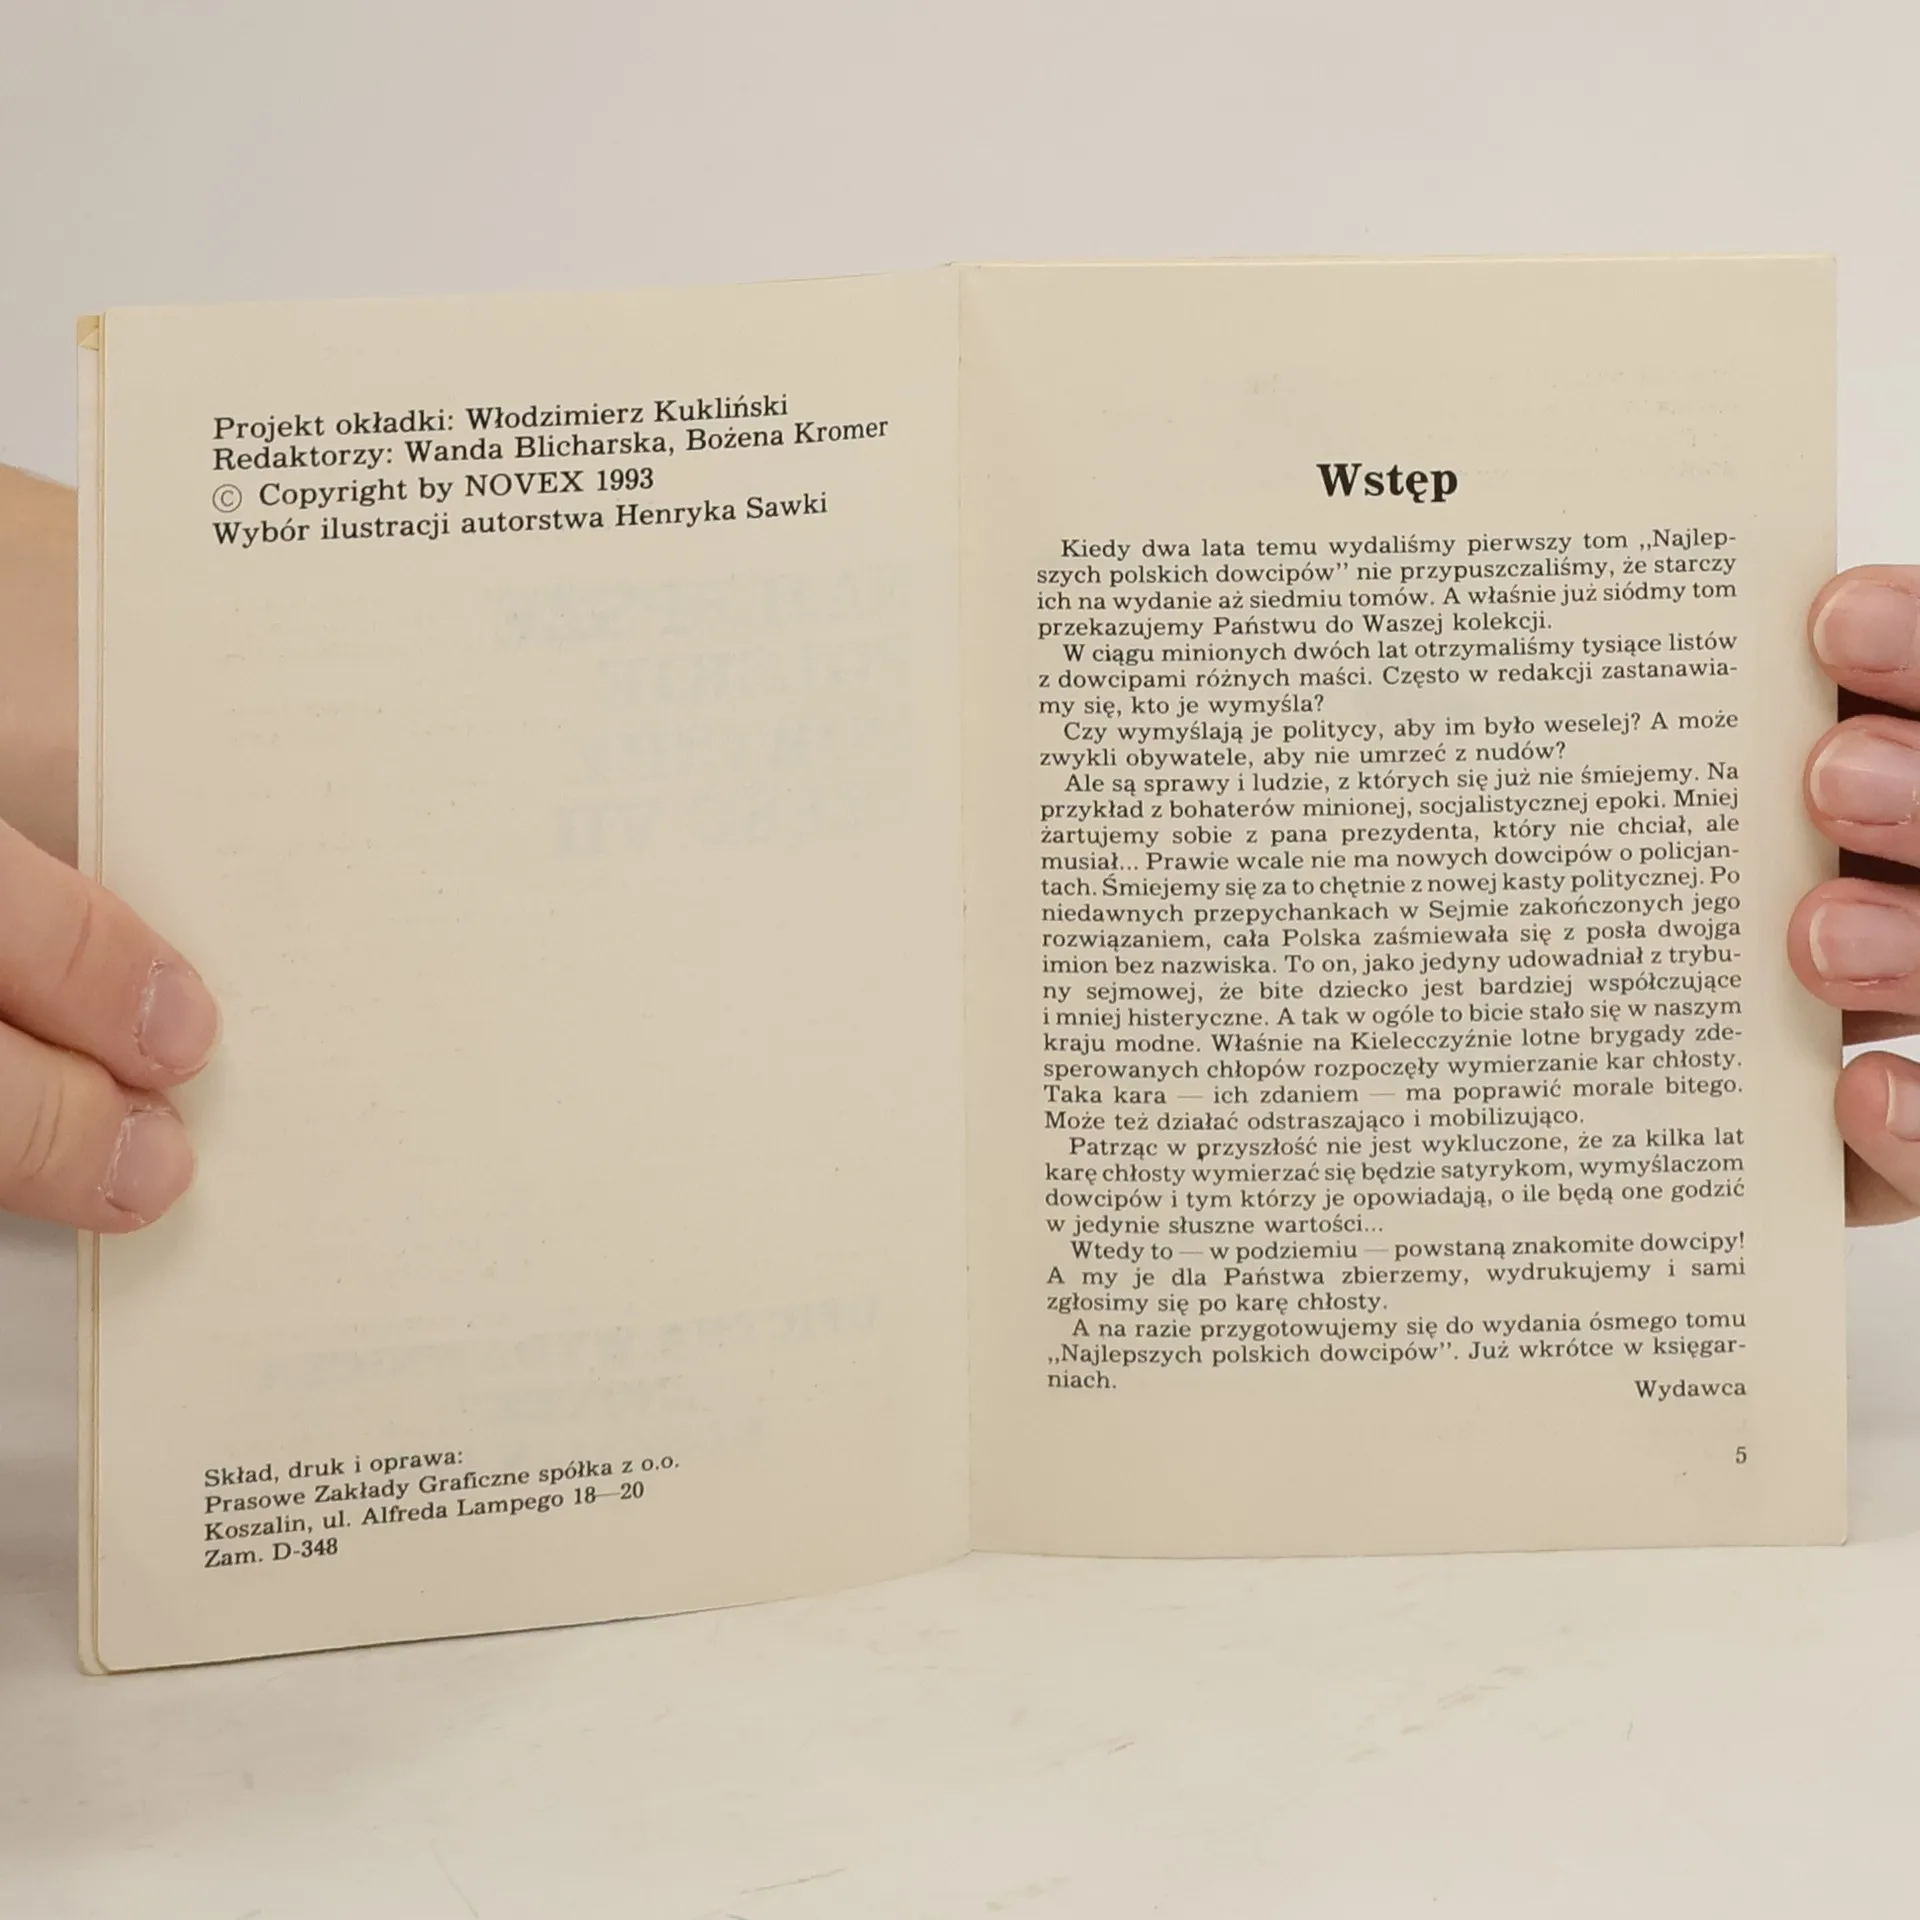 Projekt okładki: Włodzimierz Kukliński
Redaktorzy: Wanda Blicharska, Bożena Kromer
© Copyright by NOVEX 1993
Wybór ilustracji autorstwa Henryka Sawki
Skład, druk i oprawa:
Prasowe Zakłady Graficzne spółka z o.o.
Koszalin, ul. Alfreda Lampego 18—20
Zam. D-348
Wstęp
Kiedy dwa lata temu wydaliśmy pierwszy tom ,,Najlep-
szych polskich dowcipów” nie przypuszczaliśmy, że starczy
ich na wydanie aż siedmiu tomów. A właśnie już siódmy tom
przekazujemy Państwu do Waszej kolekcji.
W ciągu minionych dwóch lat otrzymaliśmy tysiące listów
z dowcipami różnych maści. Często w redakcji zastanawia-
my się, kto je wymyśla?
Czy wymyślają je politycy, aby im było weselej? A może
zwykli obywatele, aby nie umrzeć z nudów?
Ale są sprawy i ludzie, z których się już nie śmiejemy. Na
przykład z bohaterów minionej, socjalistycznej epoki. Mniej
żartujemy sobie z pana prezydenta, który nie chciał, ale
musiał... Prawie wcale nie ma nowych dowcipów o policjan-
tach. Śmiejemy się za to chętnie z nowej kasty politycznej. Po
niedawnych przepychankach w Sejmie zakończonych jego
rozwiązaniem, cała Polska zaśmiewała się z posła dwojga
imion bez nazwiska. To on, jako jedyny udowadniał z trybu-
ny sejmowej, że bite dziecko jest bardziej współczujące
i mniej histeryczne. A tak w ogóle to bicie stało się w naszym
kraju modne. Właśnie na Kielecczyźnie lotne brygady zde-
sperowanych chłopów rozpoczęły wymierzanie kar chłosty.
Taka kara — ich zdaniem — ma poprawić morale bitego.
Może też działać odstraszająco i mobilizująco.
Patrząc w przyszłość nie jest wykluczone, że za kilka lat
karę chłosty wymierzać się będzie satyrykom, wymyślaczom
dowcipów i tym którzy je opowiadają, o ile będą one godzić
w jedynie słuszne wartości...
Wtedy to — w podziemiu — powstaną znakomite dowcipy!
A my je dla Państwa zbierzemy, wydrukujemy i sami
zgłosimy się po karę chłosty.
A na razie przygotowujemy się do wydania ósmego tomu
,,Najlepszych polskich dowcipów”. Już wkrótce w księgar-
niach.
Wydawca
5